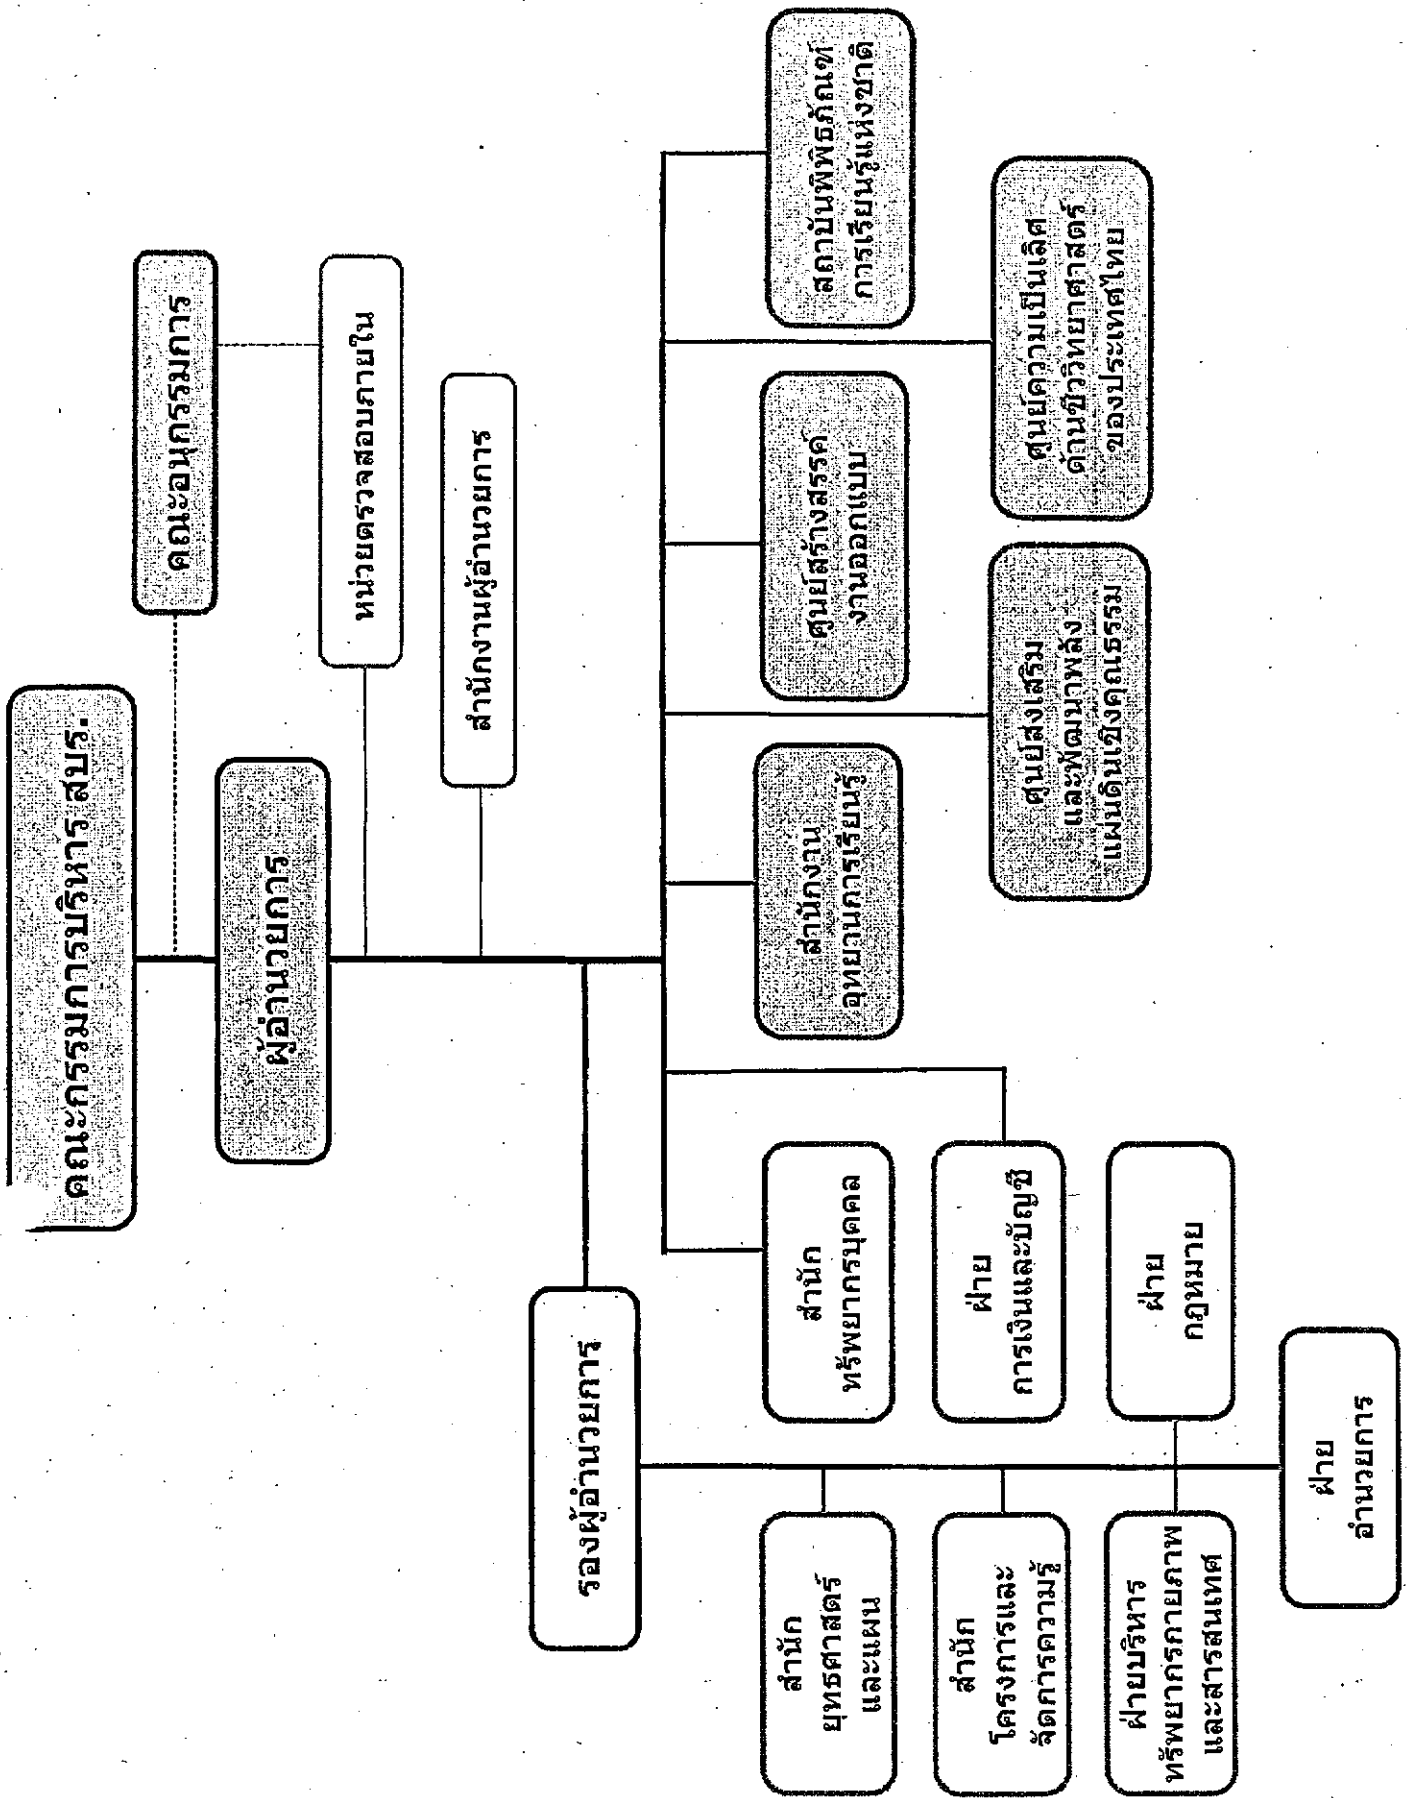 คณะกรรมการบริหาร สบร.
คณะอนุกรรมการ
ผู้อำนวยการ
หน่วยตรวจสอบภายใน
สำนักงานผู้อำนวยการ
รองผู้อำนวยการ
สำนัก
ยุทธศาสตร์
และแผน
สำนัก
ทรัพยากรบุคคล
สำนักงาน
อุทยานการเรียนรู้
ศูนย์สร้างสรรค์
งานออกแบบ
สถาบันพิพิธภัณฑ์
การเรียนรู้แห่งชาติ
สำนัก
โครงการและ
จัดการความรู้
ฝ่าย
การเงินและบัญชี
ศูนย์ส่งเสริม
และพัฒนาพลัง
แผ่นดินเชิงคุณธรรม
ศูนย์ความเป็นเลิศ
ด้านชีววิทยาศาสตร์
ของประเทศไทย
ฝ่ายบริหาร
ทรัพยากรกายภาพ
และสารสนเทศ
ฝ่าย
กฎหมาย
ฝ่าย
อำนวยการ